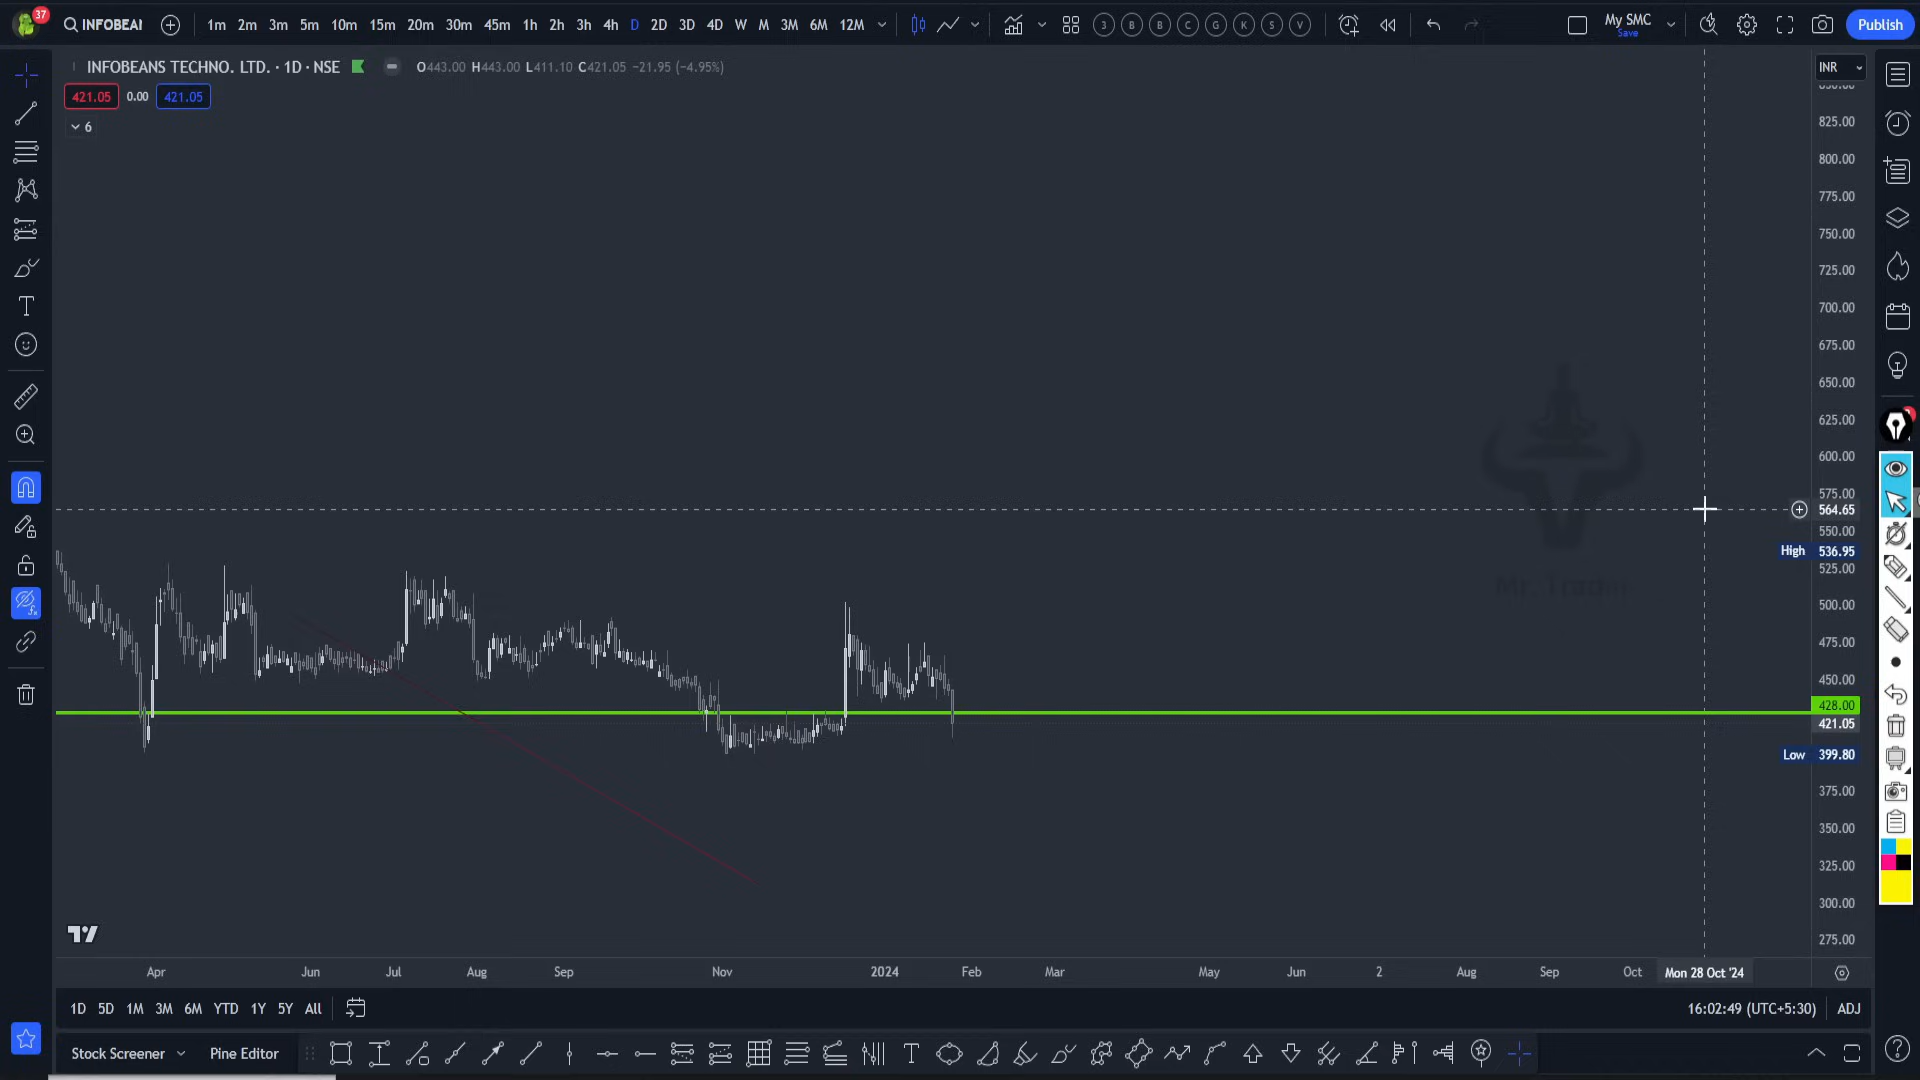 37
INFOBEAI 1m 2m 3m 5m 10m 15m 20m 30m 45m 1h 2h 3h 4h D 2D 3D 4D W M 3M 6M 12M 3 B B C G K S V My SMC Publish
Save
INFOBEANS TECHNO. LTD. · 1D · NSE O443.00 H443.00 L411.10 C421.05 −21.95 (−4.95%) INR
421.05 0.00 421.05
6
825.00
800.00
775.00
750.00
725.00
700.00
675.00
650.00
625.00
600.00
575.00
564.65
550.00
High 536.95
525.00
Mr. Trader
500.00
475.00
450.00
428.00
421.05
Low 399.80
375.00
350.00
325.00
300.00
275.00
Apr Jun Jul Aug Sep Nov 2024 Feb Mar May Jun 2 Aug Sep Oct Mon 28 Oct '24
1D 5D 1M 3M 6M YTD 1Y 5Y All 16:02:49 (UTC+5:30) ADJ
Stock Screener Pine Editor